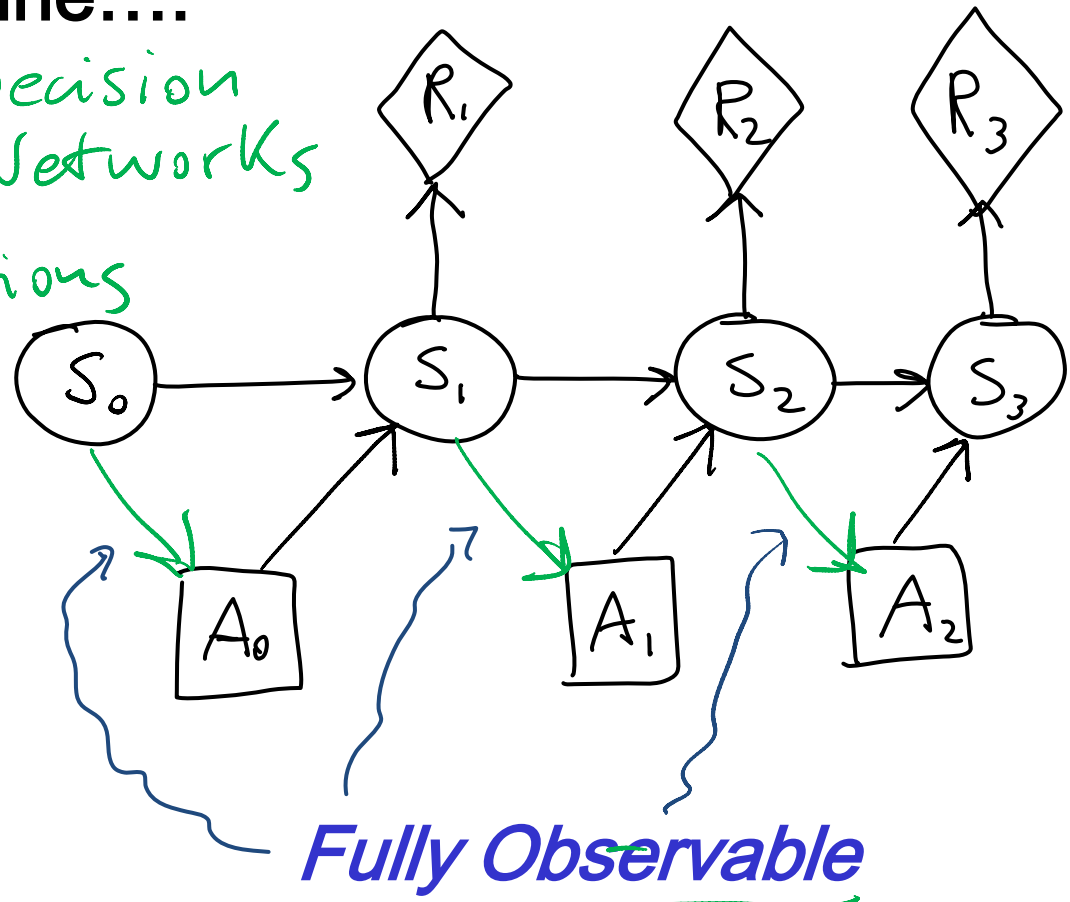 ecision
Networks
ions
R₁ R₂ R₃
S₀ S₁ S₂ S₃
A₀ A₁ A₂
Fully Observable